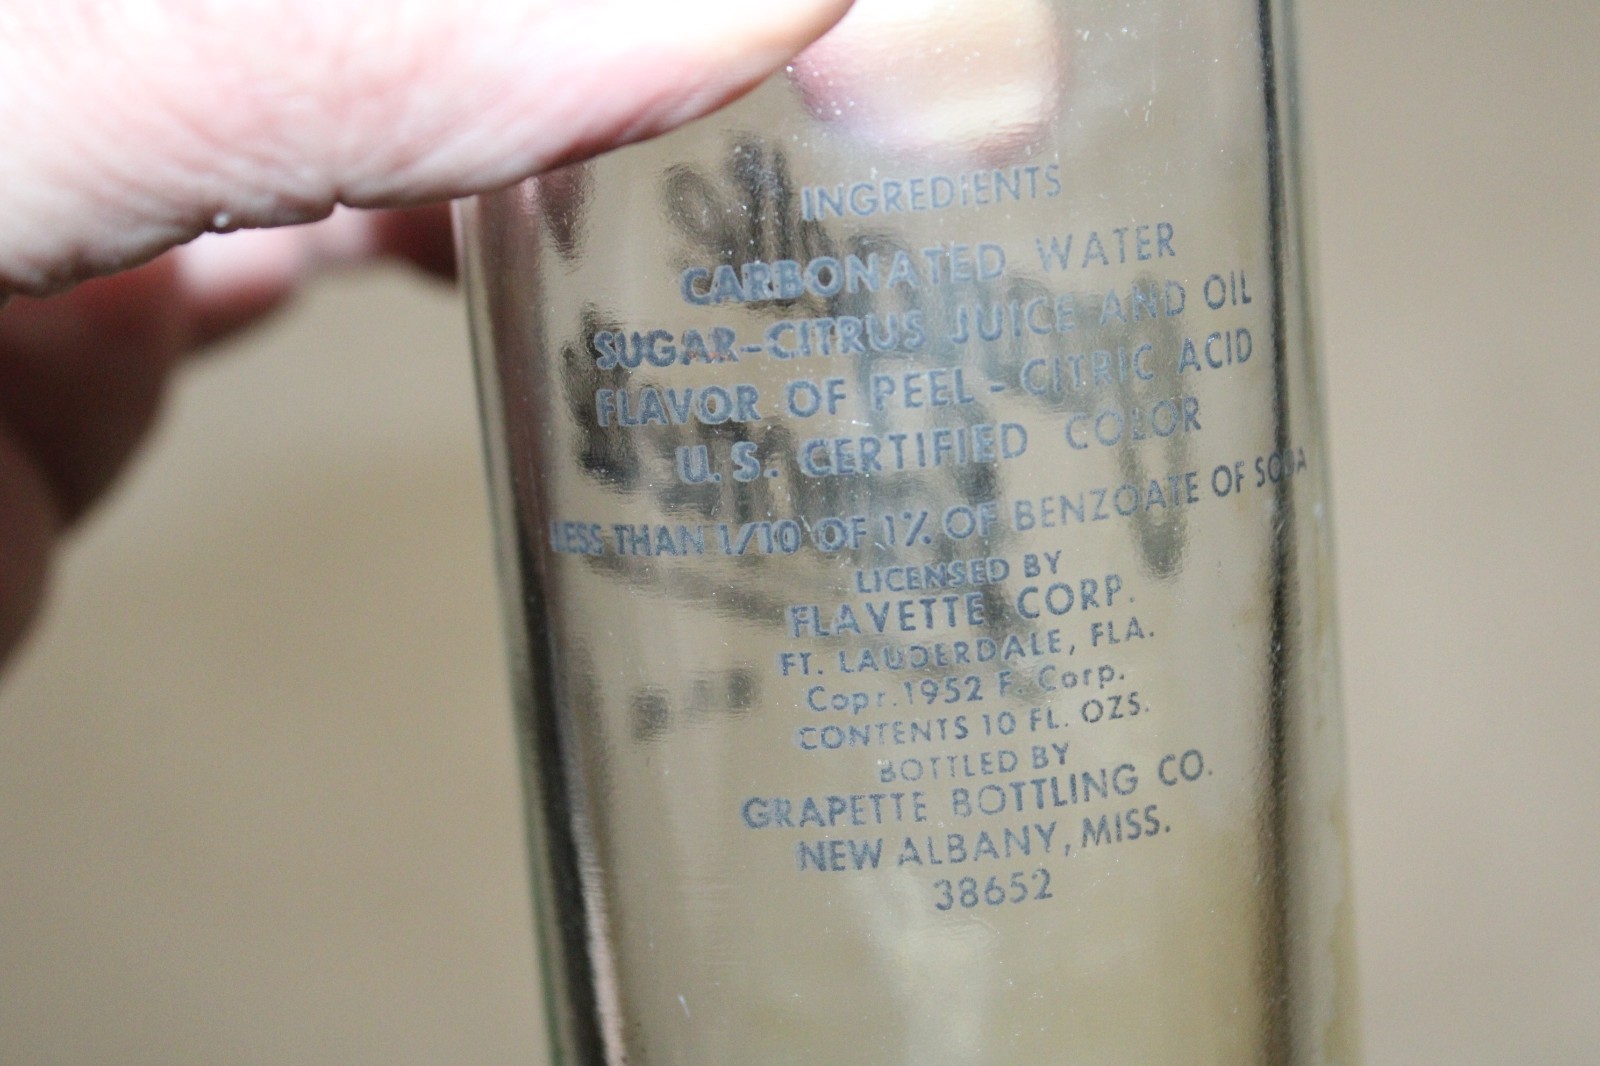 INGREDIENTS
CARBONATED WATER
SUGAR-CITRUS JUICE AND OIL
FLAVOR OF PEEL - CITRIC ACID
U. S. CERTIFIED COLOR
LESS THAN 1/10 OF 1% OF BENZOATE OF SODA
LICENSED BY
FLAVETTE CORP.
FT. LAUDERDALE, FLA.
Copr. 1952 F. Corp.
CONTENTS 10 FL. OZS.
BOTTLED BY
GRAPETTE BOTTLING CO.
NEW ALBANY, MISS.
38652